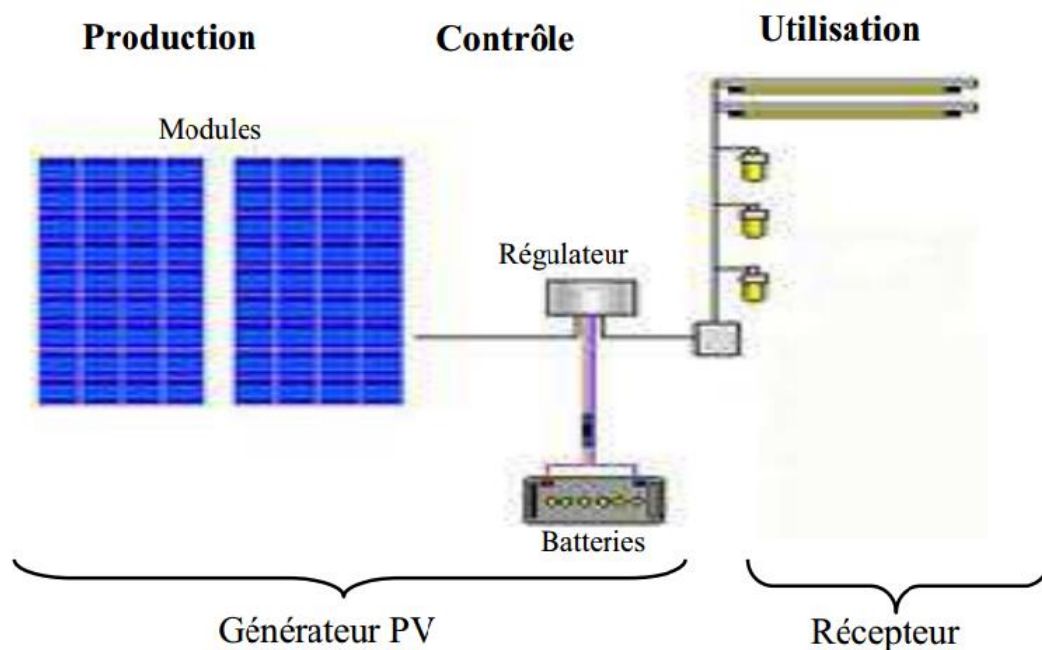 Production
Contrôle
Utilisation
Modules
Régulateur
Batteries
Générateur PV
Récepteur